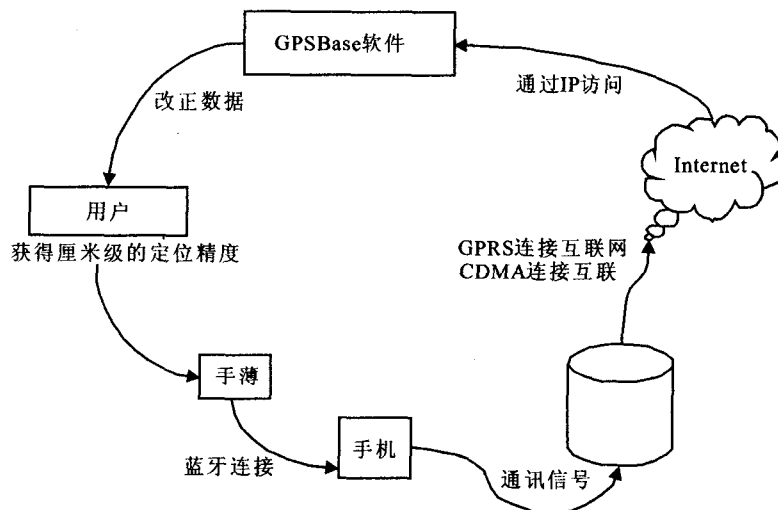 GPSBase软件
通过IP访问
改正数据
Internet
用户
获得厘米级的定位精度
GPRS连接互联网
CDMA连接互联
手薄
手机
蓝牙连接
通讯信号